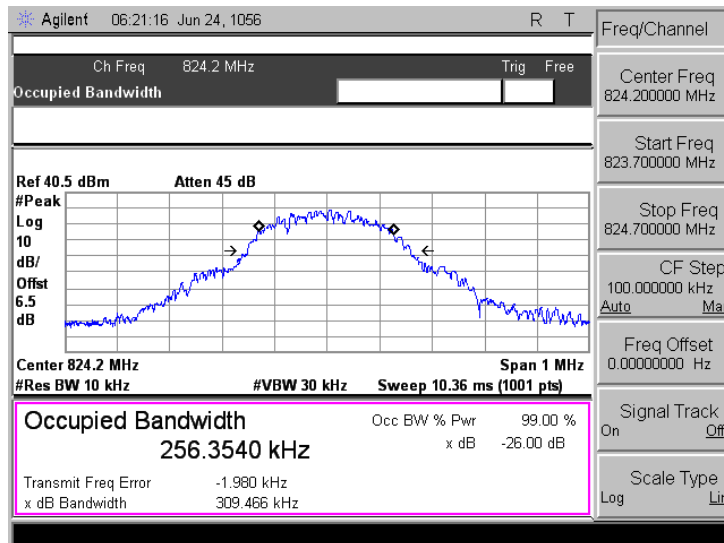 Agilent 06:21:16 Jun 24, 1056 R T
Ch Freq 824.2 MHz Trig Free
Occupied Bandwidth
Ref 40.5 dBm Atten 45 dB
#Peak
Log
10
dB/
Offst
6.5
dB
Center 824.2 MHz Span 1 MHz
#Res BW 10 kHz #VBW 30 kHz Sweep 10.36 ms (1001 pts)
Occupied Bandwidth
256.3540 kHz
Occ BW % Pwr 99.00 %
x dB -26.00 dB
Transmit Freq Error -1.980 kHz
x dB Bandwidth 309.466 kHz
Freq/Channel
Center Freq
824.200000 MHz
Start Freq
823.700000 MHz
Stop Freq
824.700000 MHz
CF Step
100.000000 kHz
Auto Ma
Freq Offset
0.00000000 Hz
Signal Track
On Off
Scale Type
Log Lin